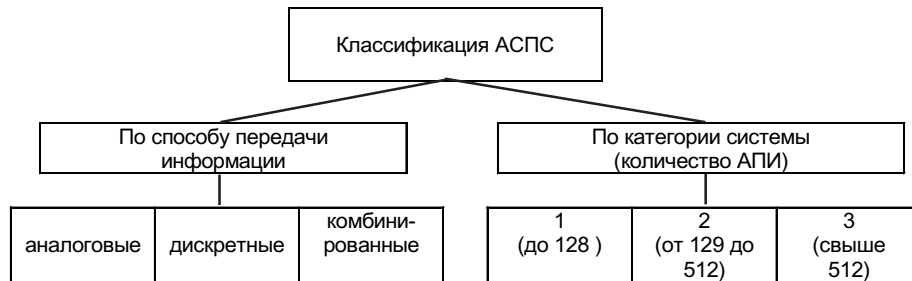 Классификация АСПС
По способу передачи
информации
По категории системы
(количество АПИ)
аналоговые
дискретные
комбини-
рованные
1
(до 128 )
2
(от 129 до
512)
3
(свыше
512)